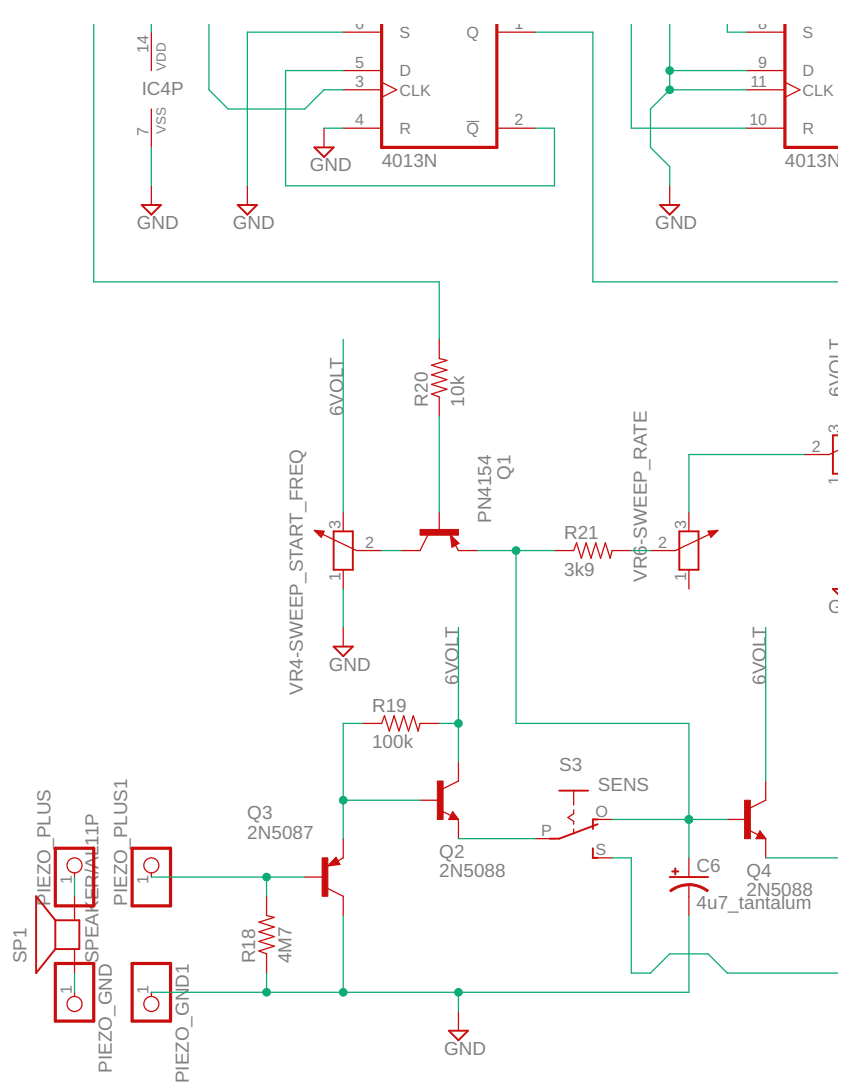 6
S
Q
1
8
S
14
VDD
5
D
9
D
3
CLK
11
CLK
IC4P
7
VSS
4
R
Q
2
10
R
GND
4013N
4013N
GND
GND
GND
6VOLT
R20
10k
6VOLT
VR4-SWEEP_START_FREQ
3
2
1
GND
PN4154
Q1
R21
3k9
VR6-SWEEP_RATE
3
2
1
2
3
1
6VOLT
6VOLT
R19
100k
S3
SENS
P
O
S
Q3
2N5087
Q2
2N5088
C6
4u7_tantalum
Q4
2N5088
PIEZO_PLUS
1
SPEAKER/AL11P
PIEZO_PLUS1
1
SP1
R18
4M7
1
PIEZO_GND
1
PIEZO_GND1
GND